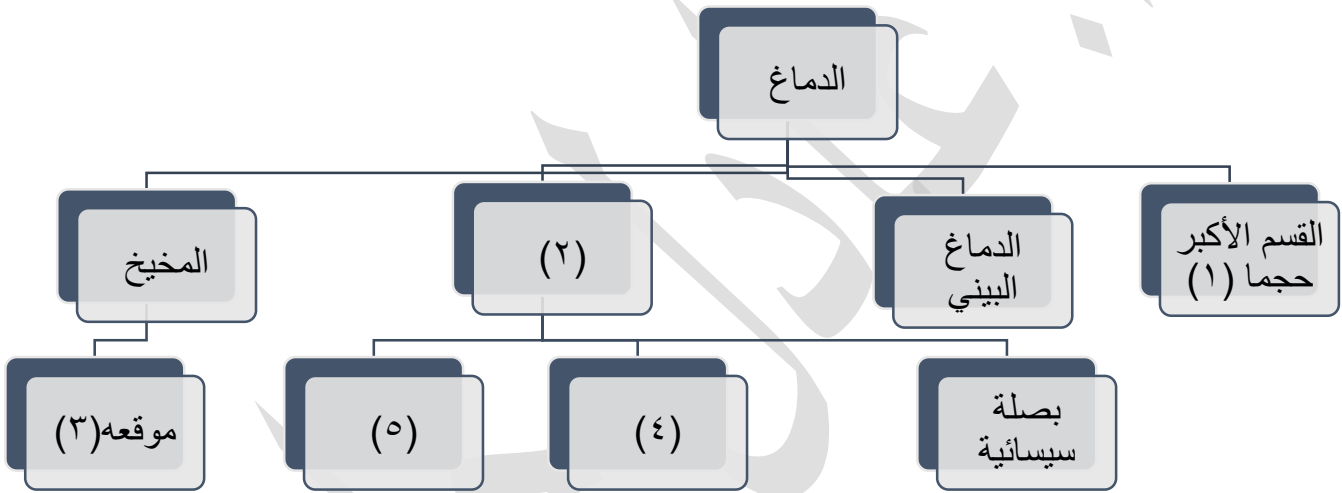 الدماغ
القسم الأكبر
حجما (١)
الدماغ
البيني
(٢)
المخيخ
بصلة
سيسائية
(٤)
(٥)
موقعه(٣)